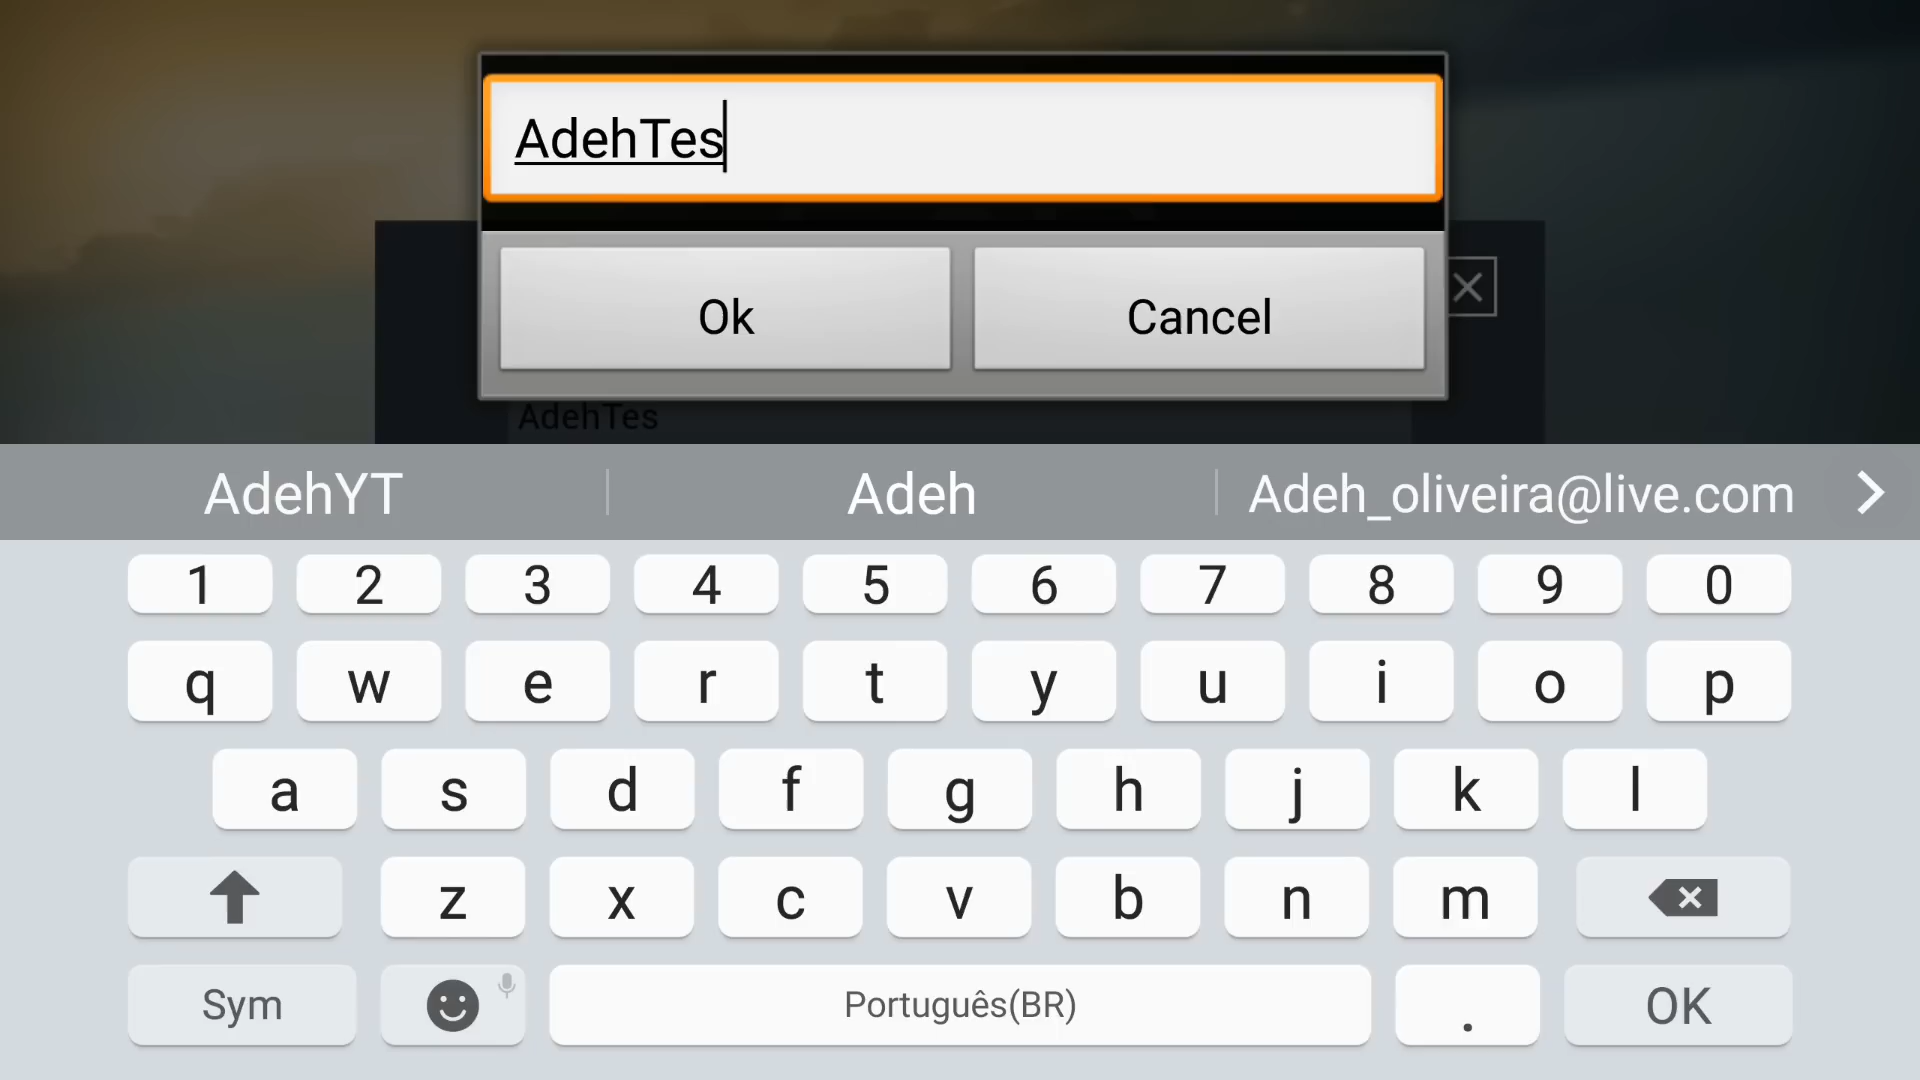 AdehTes
Ok Cancel
AdehTes
AdehYT Adeh Adeh_oliveira@live.com
1 2 3 4 5 6 7 8 9 0
q w e r t y u i o p
a s d f g h j k l
z x c v b n m
Sym Português(BR) . OK